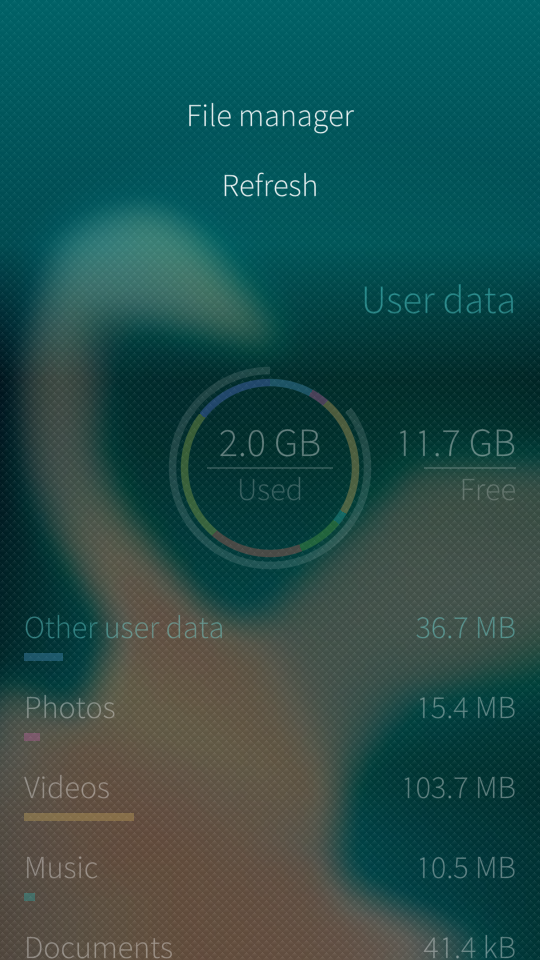 File manager
Refresh
User data
2.0 GB
Used
11.7 GB
Free
Other user data 36.7 MB
Photos 15.4 MB
Videos 103.7 MB
Music 10.5 MB
Documents 41.4 kB